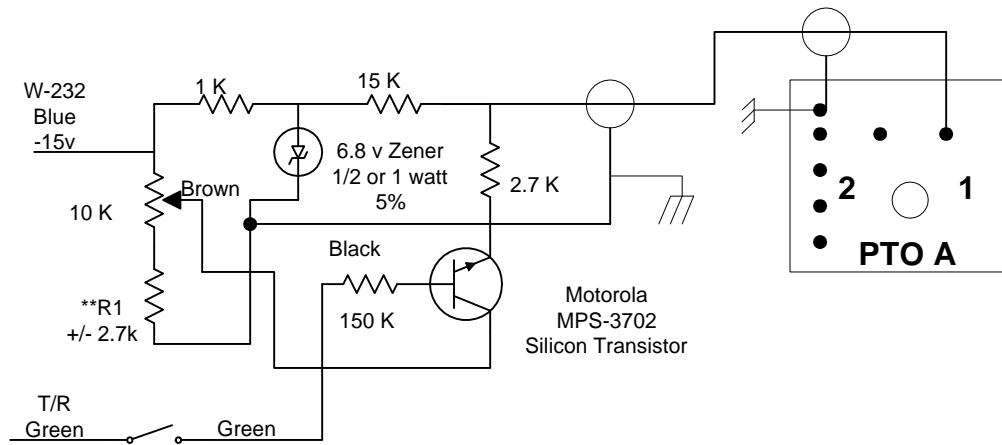 W-232
Blue
-15v
1 K
15 K
6.8 v Zener
1/2 or 1 watt
5%
2.7 K
Brown
10 K
Black
150 K
**R1
+/- 2.7k
Motorola
MPS-3702
Silicon Transistor
T/R
Green
Green
2
1
PTO A